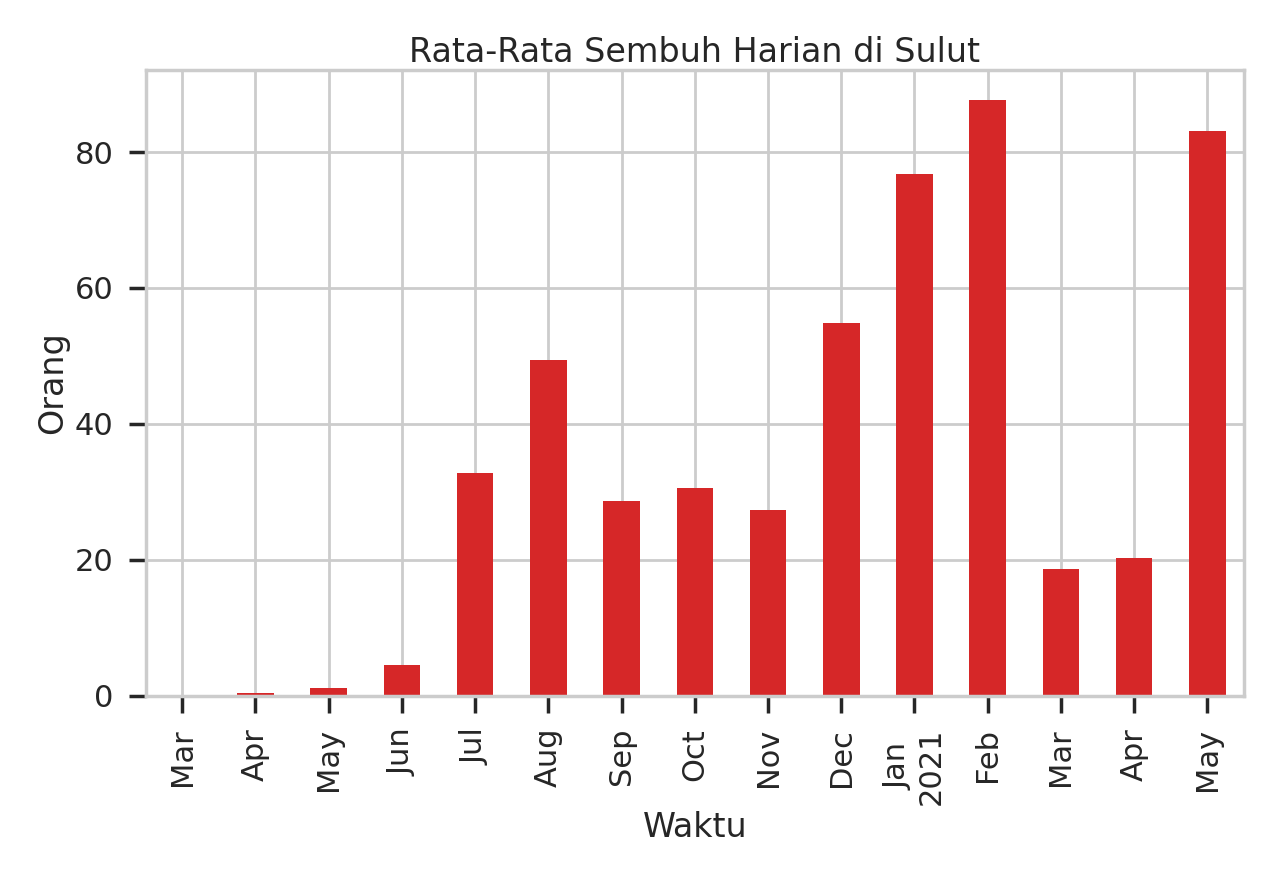 Rata-Rata Sembuh Harian di Sulut
Orang
80
60
40
20
0
Mar
Apr
May
Jun
Jul
Aug
Sep
Oct
Nov
Dec
Jan
2021
Feb
Mar
Apr
May
Waktu